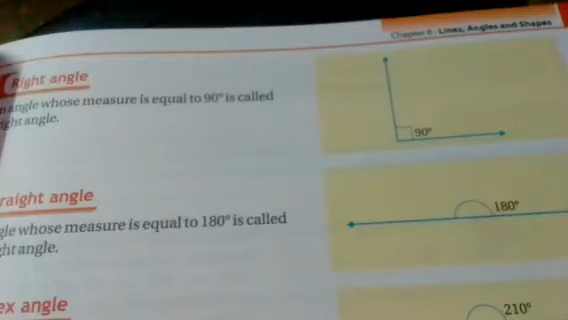 Chapter 6 : Lines, Angles and Shapes
Right angle
n angle whose measure is equal to 90° is called
ight angle.
90°
raight angle
gle whose measure is equal to 180° is called
ght angle.
180°
ex angle
210°